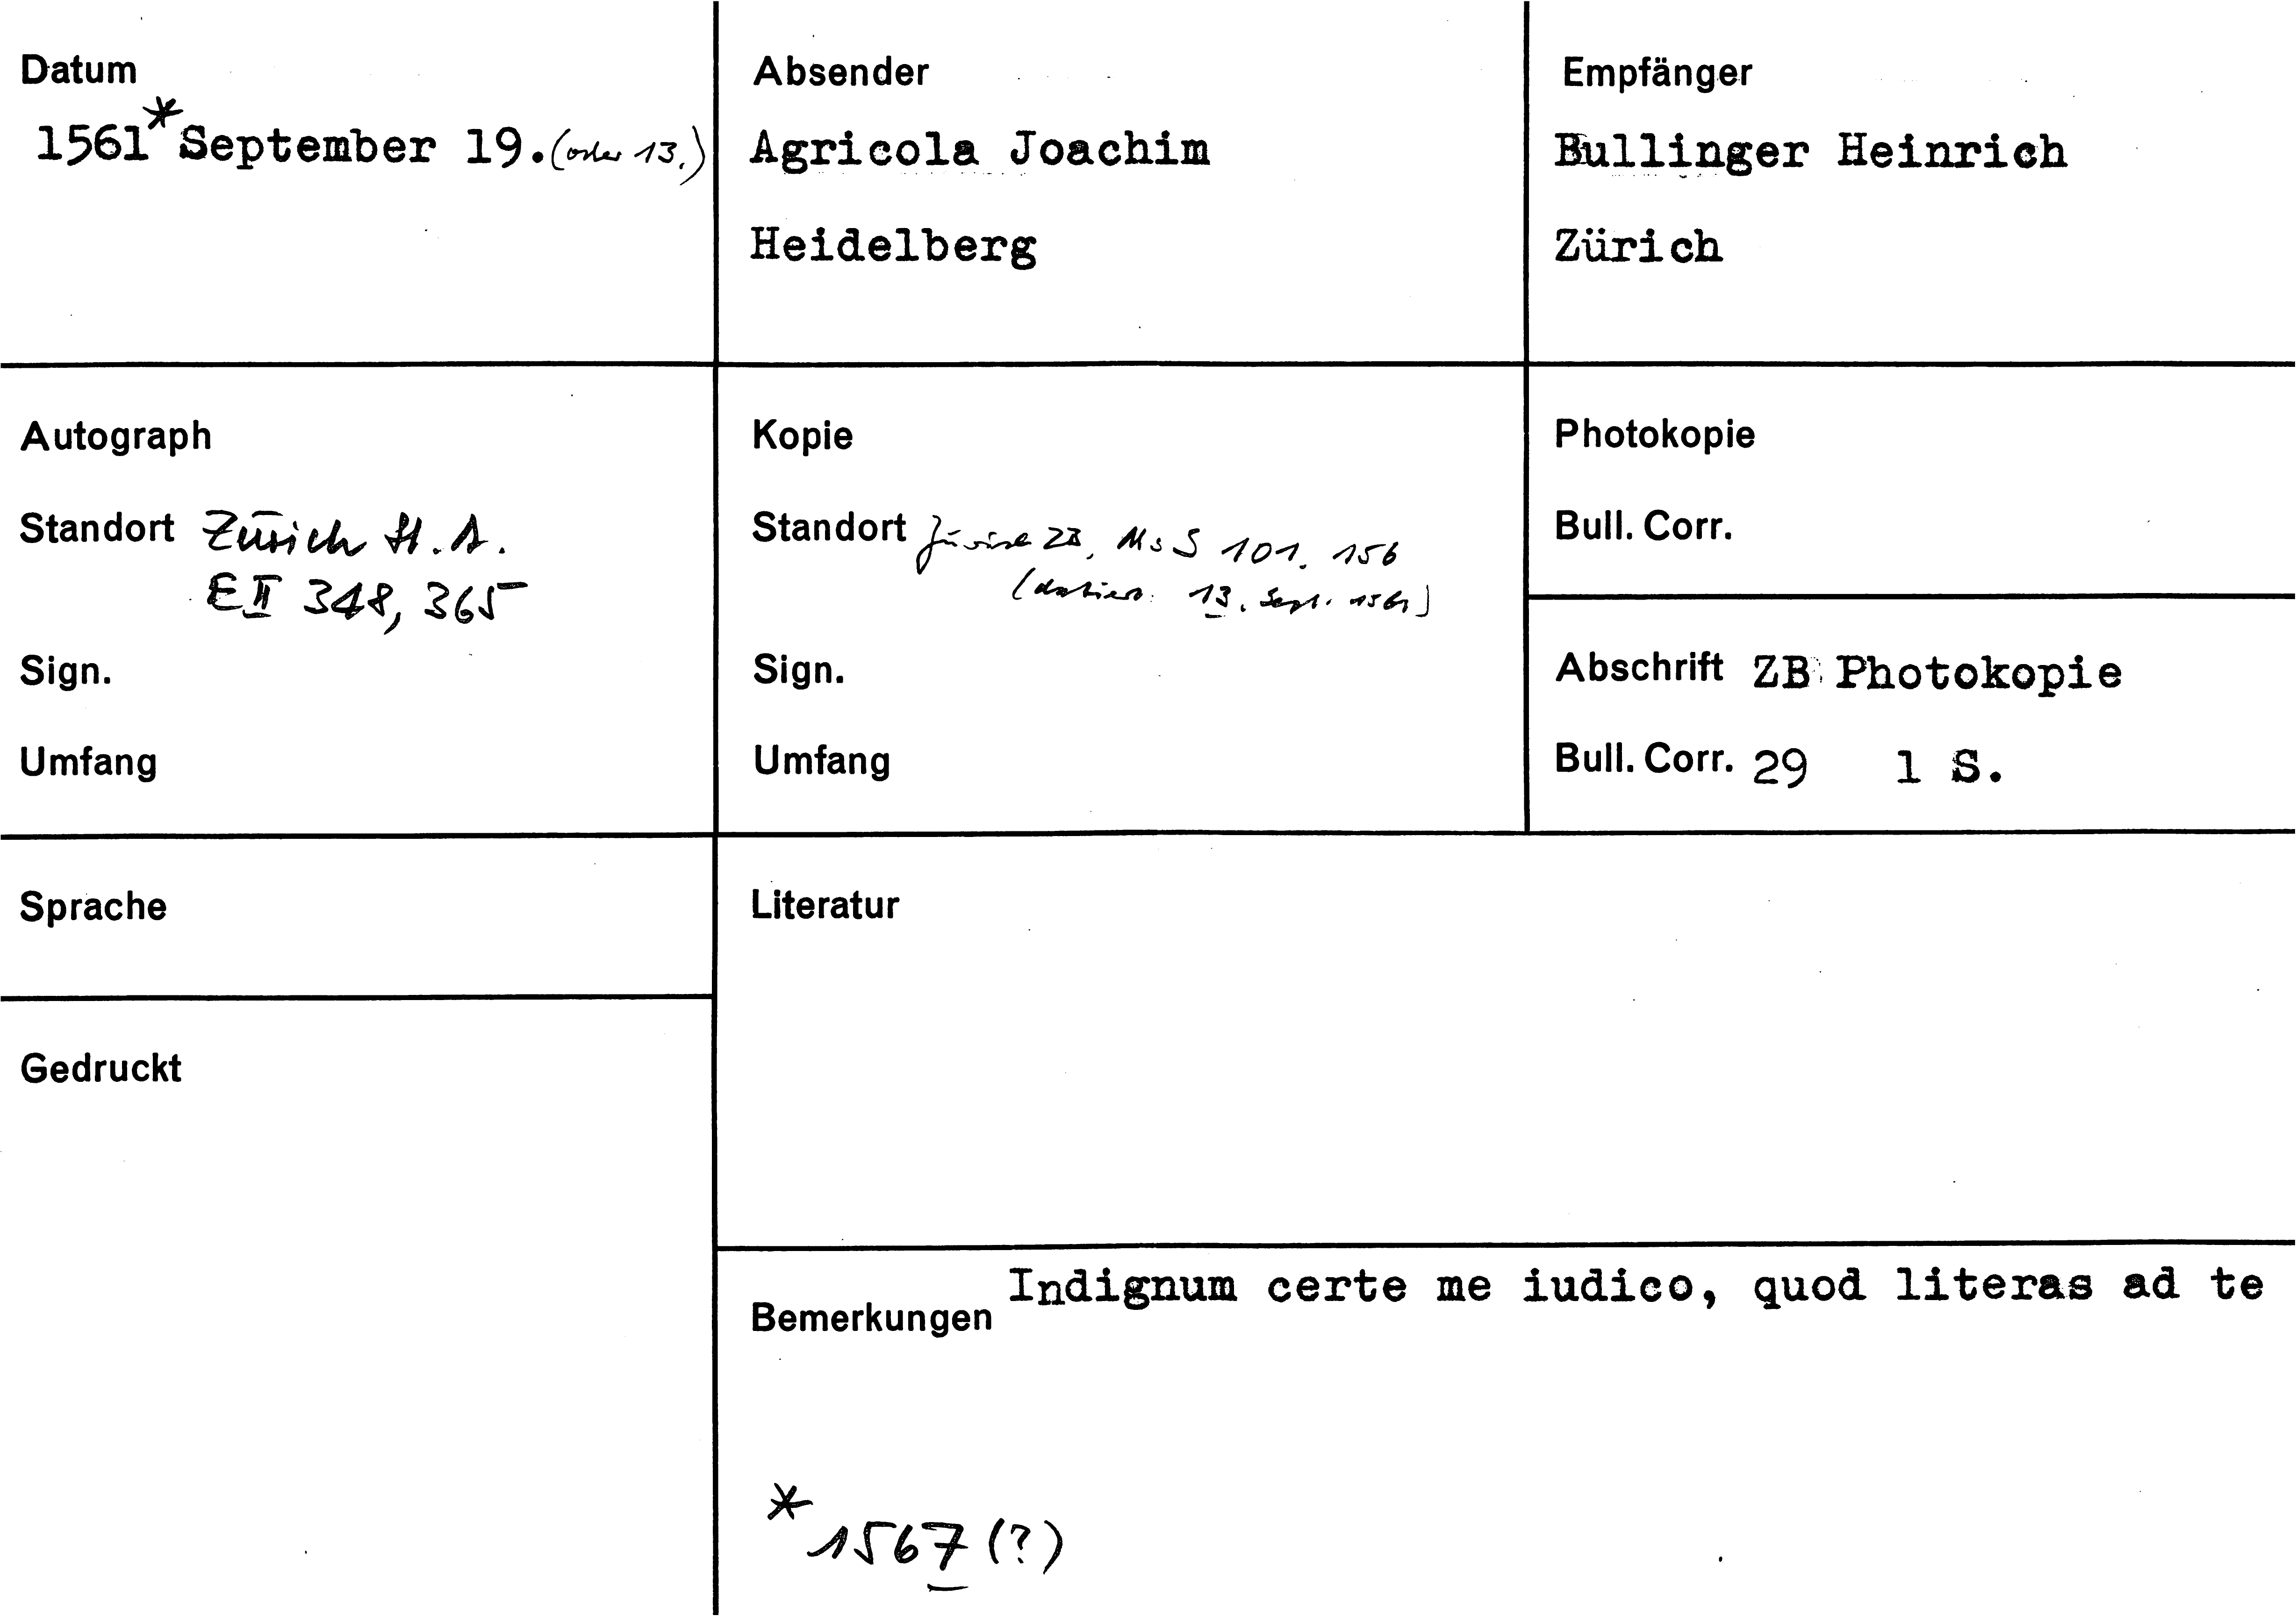 Datum
1561* September 19. (oder 13.)
Absender
Agricola Joachim
Heidelberg
Empfänger
Bullinger Heinrich
Zürich
Autograph
Standort Zürich St. A.
E II 348, 365
Sign.
Umfang
Kopie
Standort Zürich ZB, Ms S 101. 156
(datiert: 13. Sept. 1561)
Sign.
Umfang
Photokopie
Bull. Corr.
Abschrift ZB Photokopie
Bull. Corr. 29 1 S.
Sprache
Literatur
Gedruckt
Bemerkungen Indignum certe me iudico, quod literas ad te
* 1567 (?)